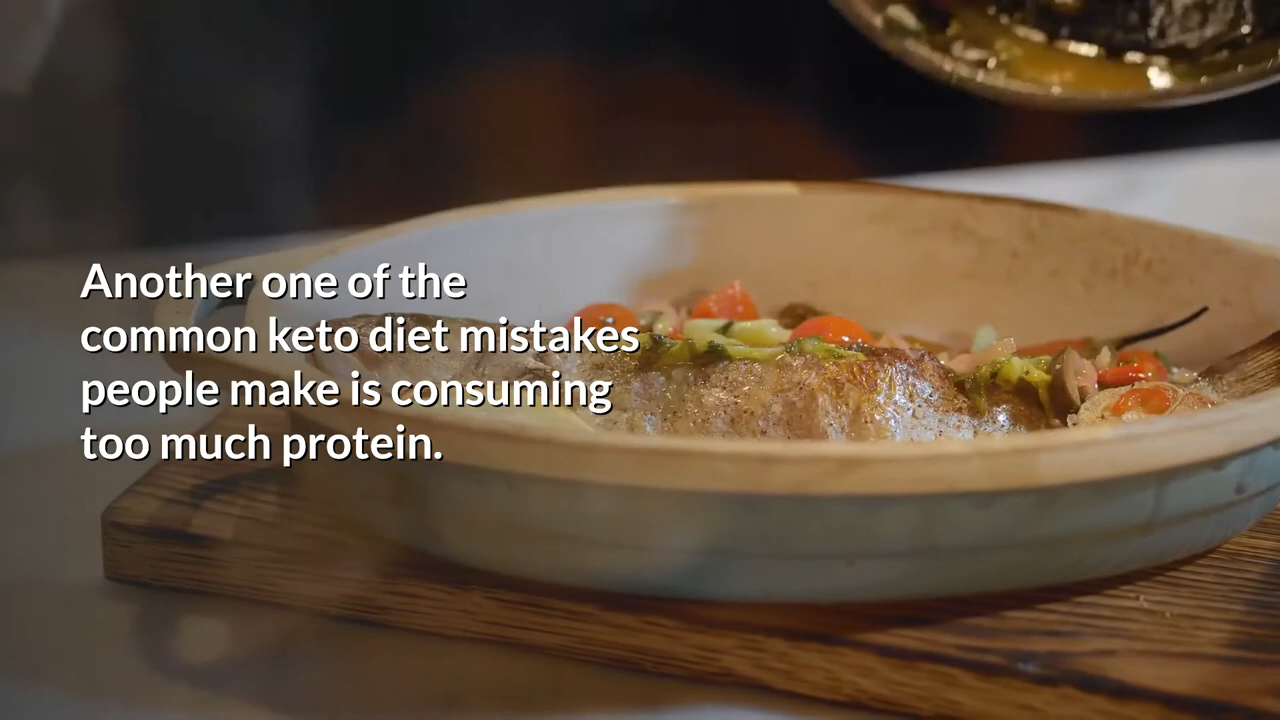 Another one of the
common keto diet mistakes
people make is consuming
too much protein.